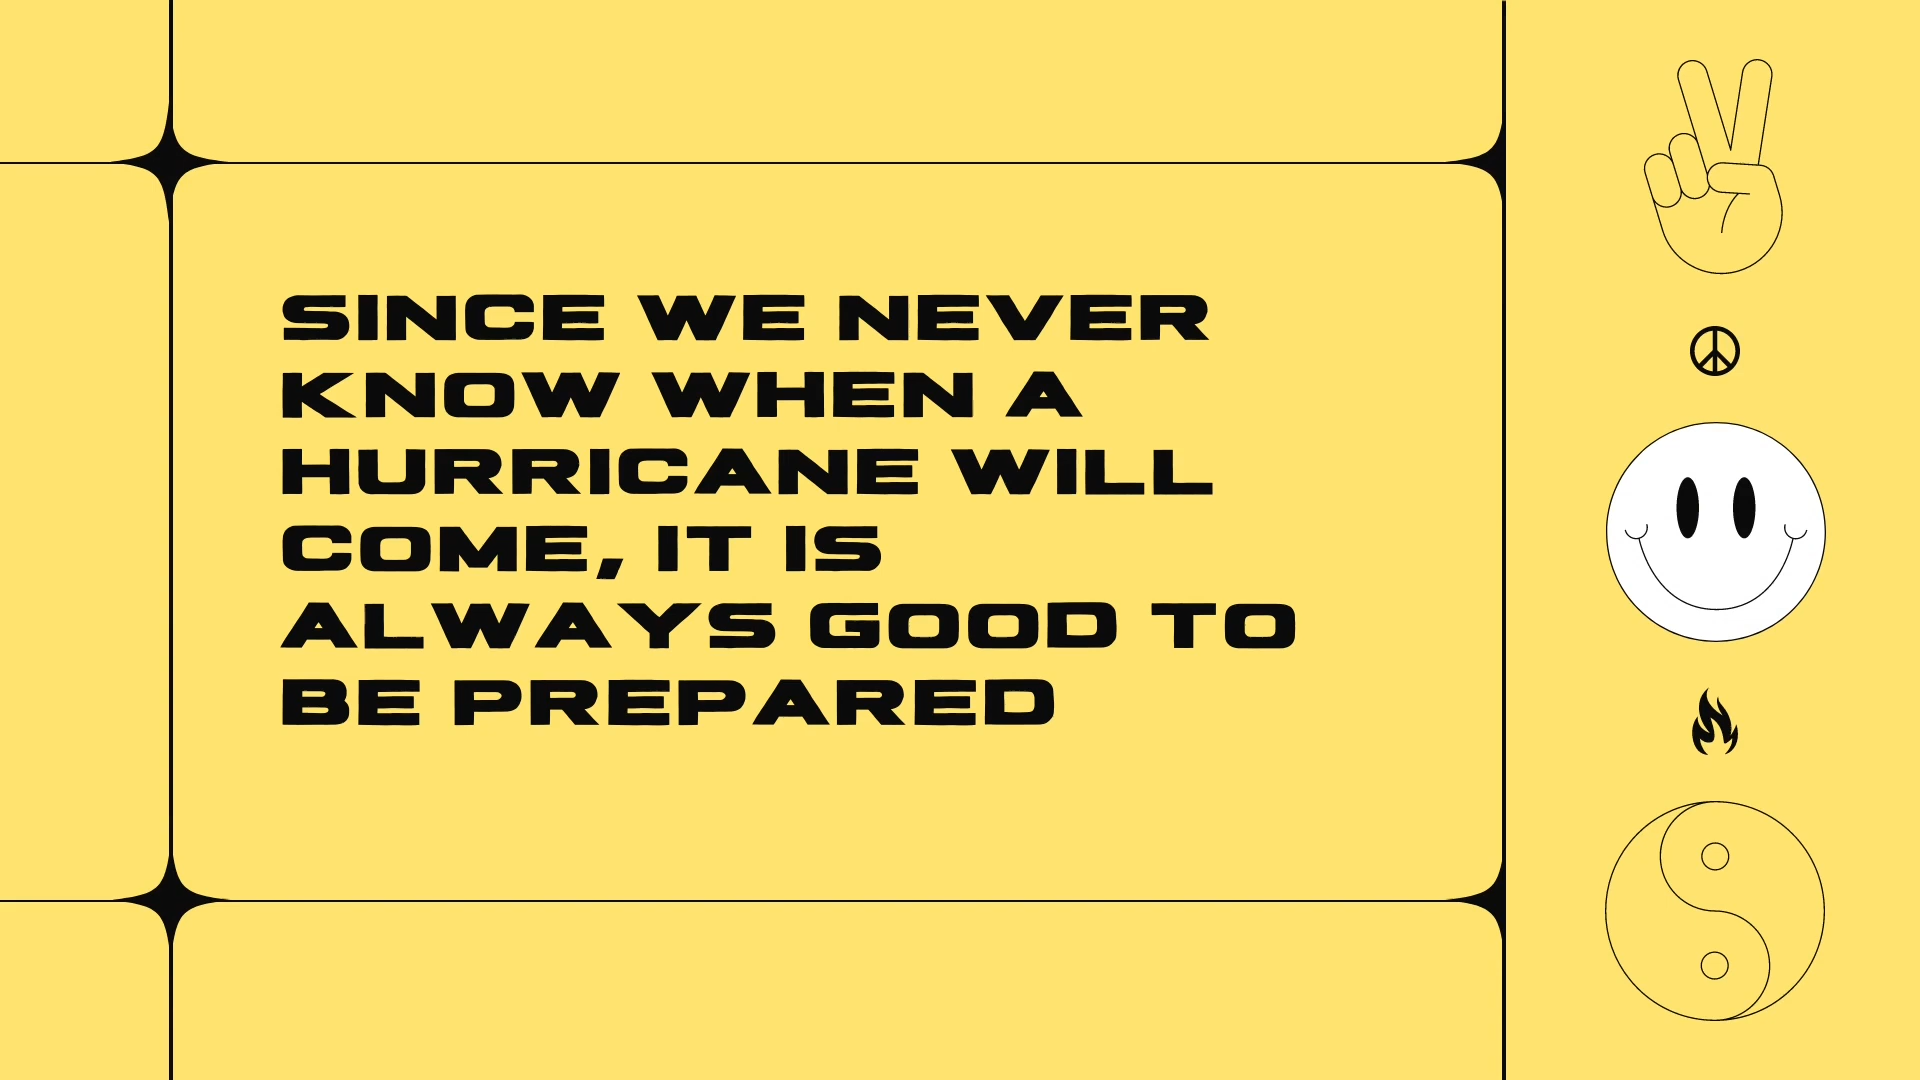 SINCE WE NEVER
KNOW WHEN A
HURRICANE WILL
COME, IT IS
ALWAYS GOOD TO
BE PREPARED